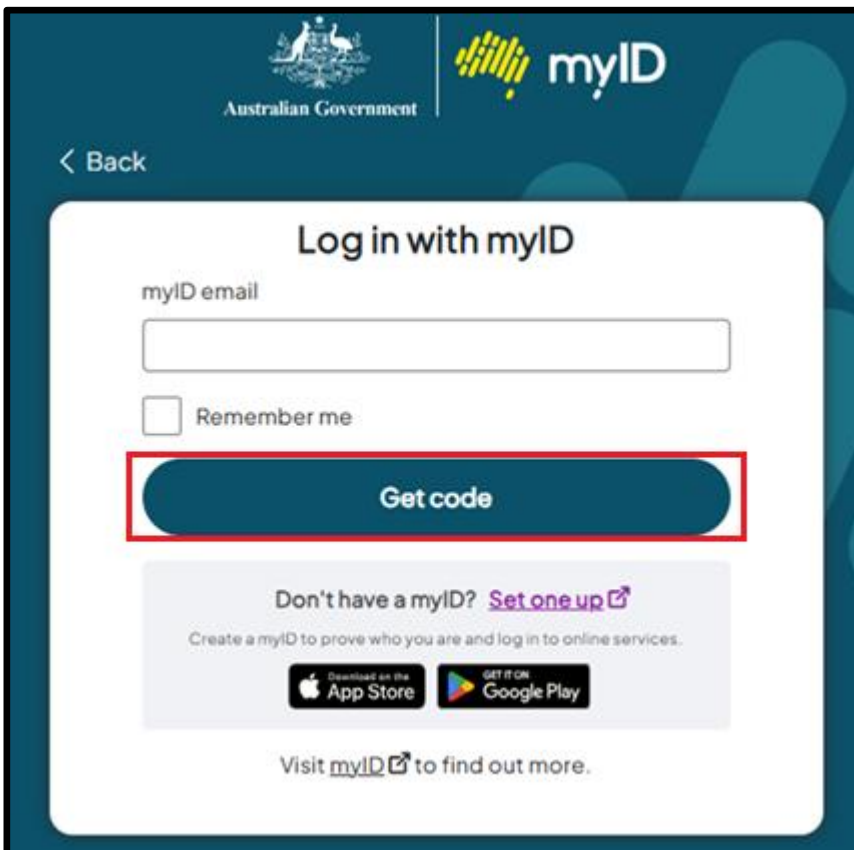 Australian Government
myID
< Back
Log in with myID
myID email
Remember me
Get code
Don't have a myID? Set one up
Create a myID to prove who you are and log in to online services.
Download on the App Store
GET IT ON Google Play
Visit myID to find out more.